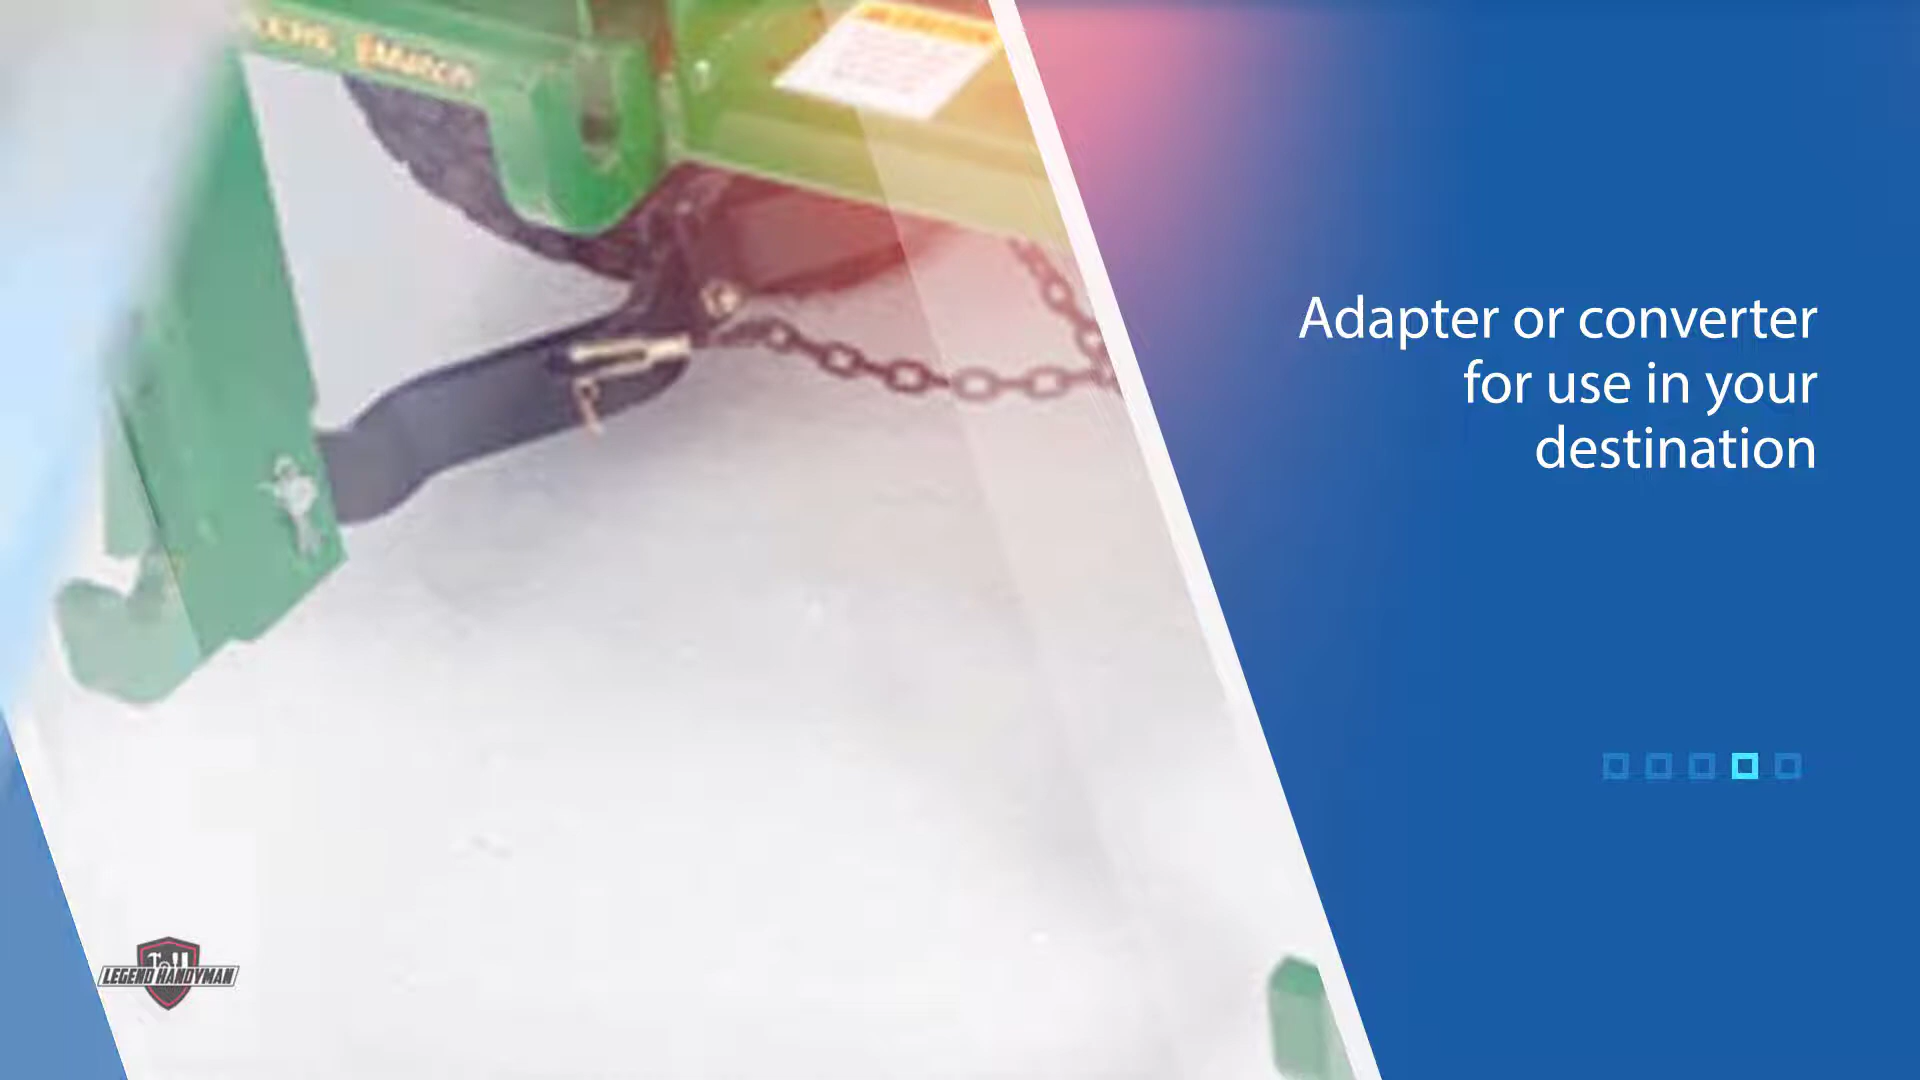 Adapter or converter
for use in your
destination
LEGEND HANDYMAN